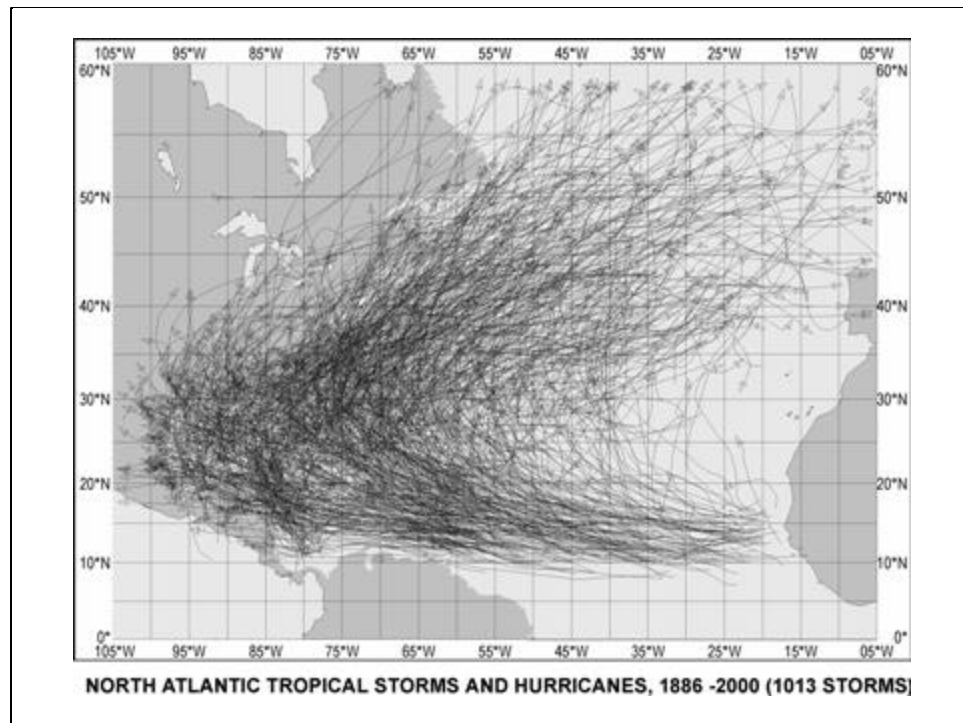 105°W 95°W 85°W 75°W 65°W 55°W 45°W 35°W 25°W 15°W 05°W
60°N 60°N
50°N 50°N
40°N 40°N
30°N 30°N
20°N 20°N
10°N 10°N
0° 0°
105°W 95°W 85°W 75°W 65°W 55°W 45°W 35°W 25°W 15°W 05°W
NORTH ATLANTIC TROPICAL STORMS AND HURRICANES, 1886 -2000 (1013 STORMS)